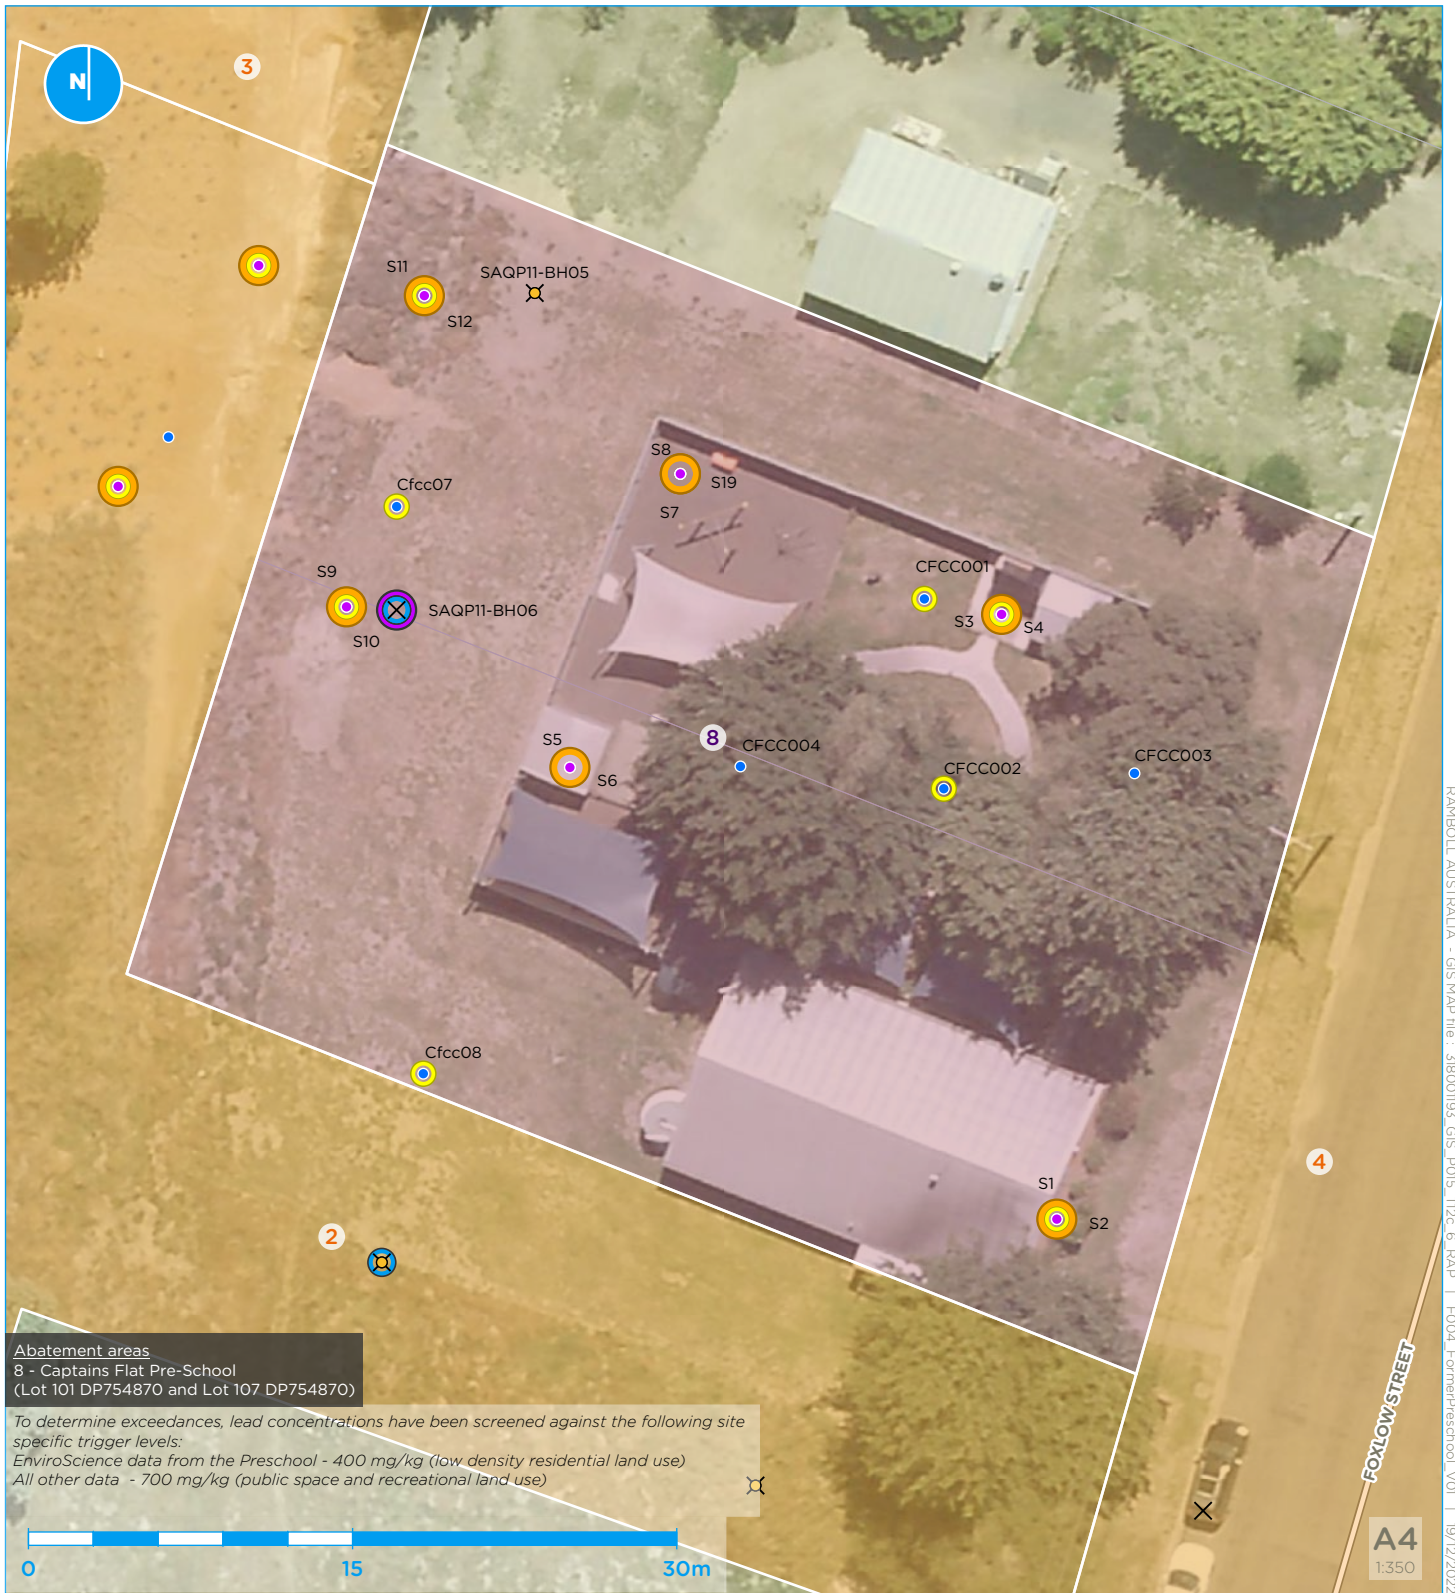 N
3
S11
SAQP11-BH05
S12
S8
S19
Cfcc07
S7
CFCC001
S9
SAQP11-BH06
S3
S4
S10
8
S5
CFCC004
CFCC003
CFCC002
S6
Cfcc08
4
S1
S2
2
Abatement areas
8 - Captains Flat Pre-School
(Lot 101 DP754870 and Lot 107 DP754870)
To determine exceedances, lead concentrations have been screened against the following site
specific trigger levels:
EnviroScience data from the Preschool - 400 mg/kg (low density residential land use)
All other data - 700 mg/kg (public space and recreational land use)
0
15
30m
FOXLOW STREET
A4
1:350